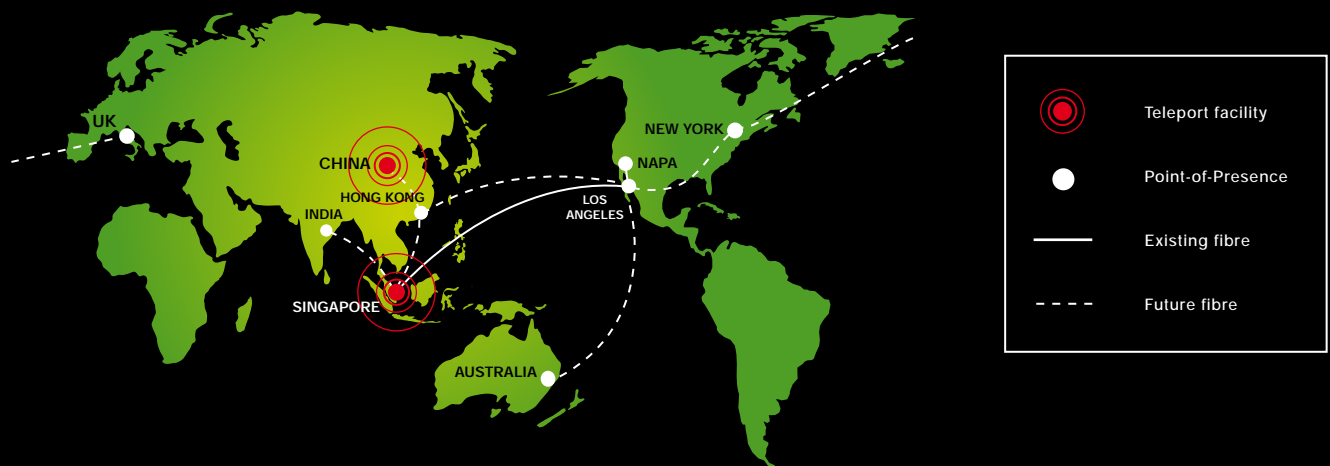 UK
CHINA
HONG KONG
INDIA
SINGAPORE
AUSTRALIA
NEW YORK
NAPA
LOS
ANGELES
Teleport facility
Point-of-Presence
Existing fibre
Future fibre